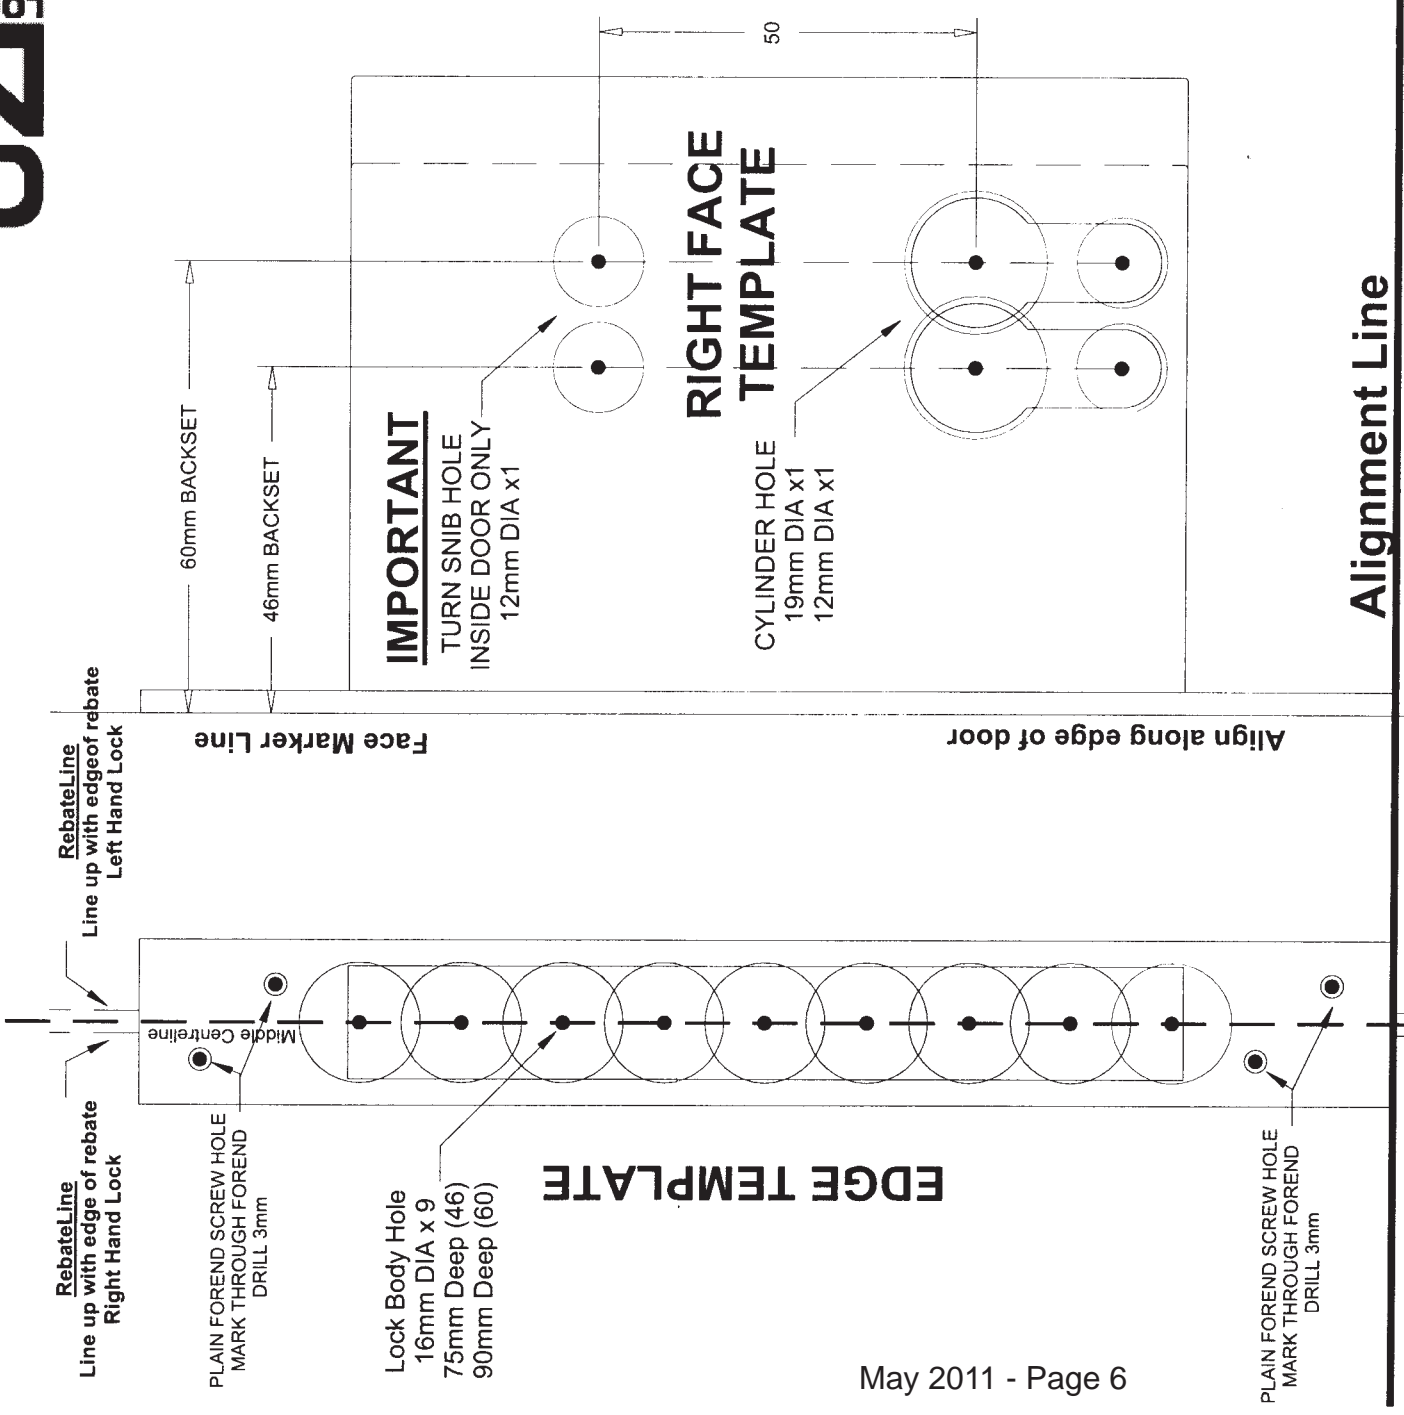 RebateLine
Line up with edge of rebate
Right Hand Lock
RebateLine
Line up with edgeof rebate
Left Hand Lock
PLAIN FOREND SCREW HOLE
MARK THROUGH FOREND
DRILL 3mm
Middle Centreline
Lock Body Hole
16mm DIA x 9
75mm Deep (46)
90mm Deep (60)
EDGE TEMPLATE
PLAIN FOREND SCREW HOLE
MARK THROUGH FOREND
DRILL 3mm
Face Marker Line
Align along edge of door
60mm BACKSET
46mm BACKSET
IMPORTANT
TURN SNIB HOLE
INSIDE DOOR ONLY
12mm DIA x1
RIGHT FACE
TEMPLATE
CYLINDER HOLE
19mm DIA x1
12mm DIA x1
50
Alignment Line
May 2011 - Page 6